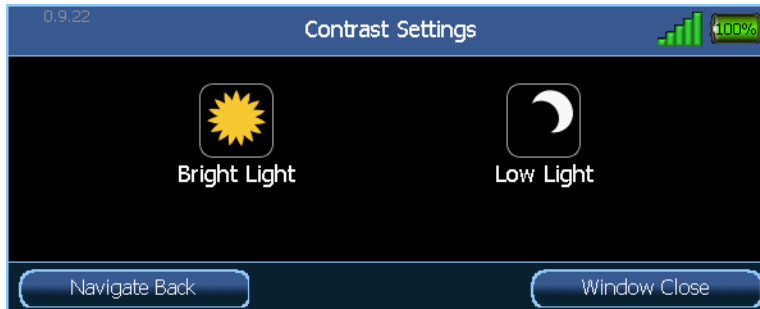 0.9.22
Contrast Settings
100%
Bright Light
Low Light
Navigate Back
Window Close